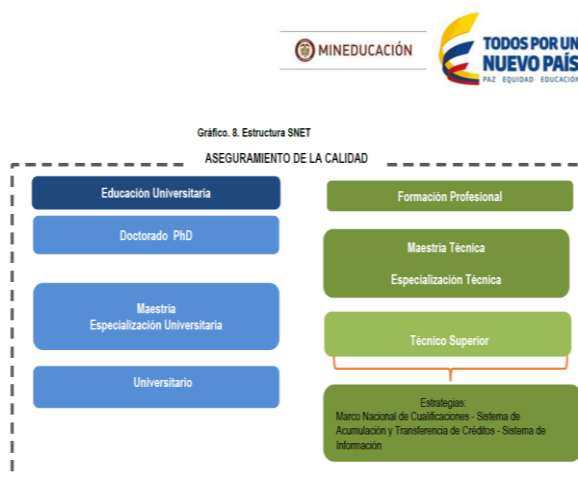 MINEDUCACIÓN
TODOS POR UN
NUEVO PAÍS
PAZ EQUIDAD EDUCACIÓN
Gráfico. 8. Estructura SNET
ASEGURAMIENTO DE LA CALIDAD
Educación Universitaria
Doctorado PhD
Maestría
Especialización Universitaria
Universitario
Formación Profesional
Maestría Técnica
Especialización Técnica
Técnico Superior
Estrategias:
Marco Nacional de Cualificaciones - Sistema de
Acumulación y Transferencia de Créditos - Sistema de
Información